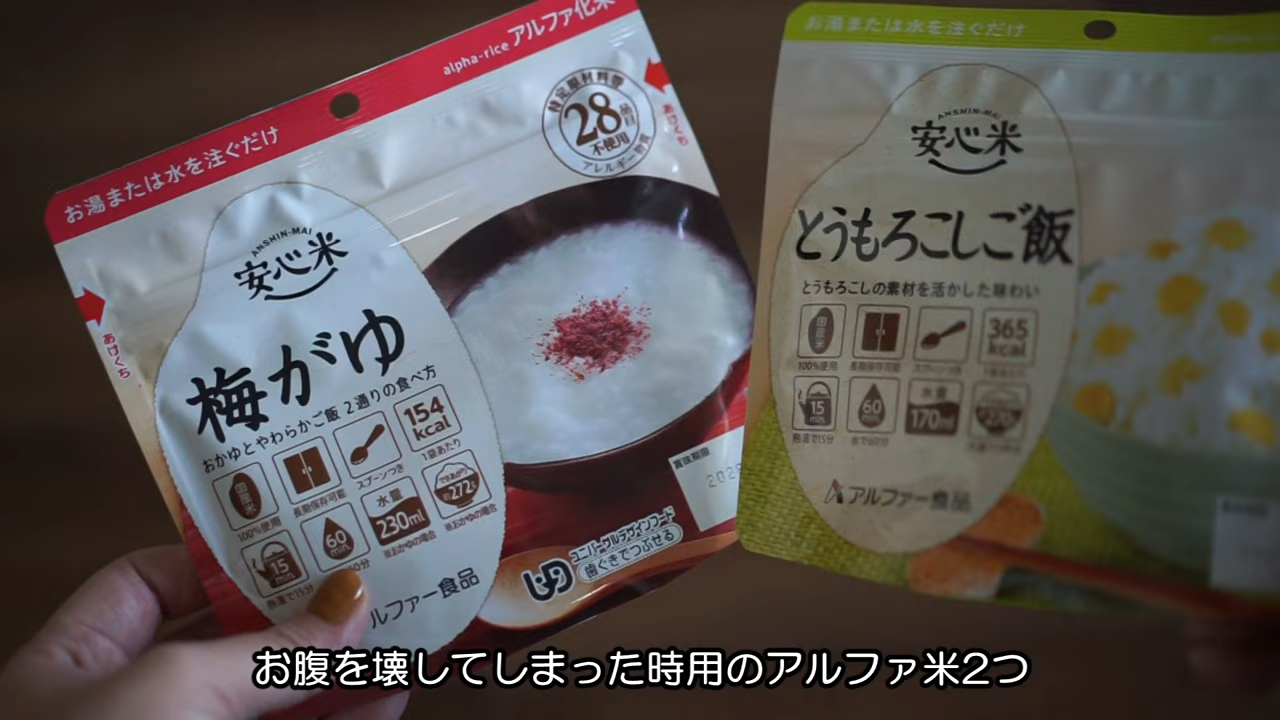 お湯または水を注ぐだけ
alpha-rice アルファ化米
特定原材料等
28
品目
不使用
アレルギー物質
あけくち
あけくち
ANSHIN-MAI
安心米
梅がゆ
おかゆとやわらかご飯 2通りの食べ方
国産米
100%使用
長期保存可能
スプーンつき
154
kcal
1袋あたり
15
min.
熱湯で15分
60
min.
水量
230ml
※おかゆの場合
できあがり
約272g
※おかゆの場合
アルファー食品
賞味期限
ユニバーサルデザインフード
歯ぐきでつぶせる
お湯または水を注ぐだけ
ANSHIN-MAI
安心米
とうもろこしご飯
とうもろこしの素材を活かした味わい
国産米
100%使用
長期保存可能
スプーンつき
365
kcal
15
min.
熱湯で15分
60
min.
水で60分
水量
170ml
アルファー食品
お腹を壊してしまった時用のアルファ米2つ